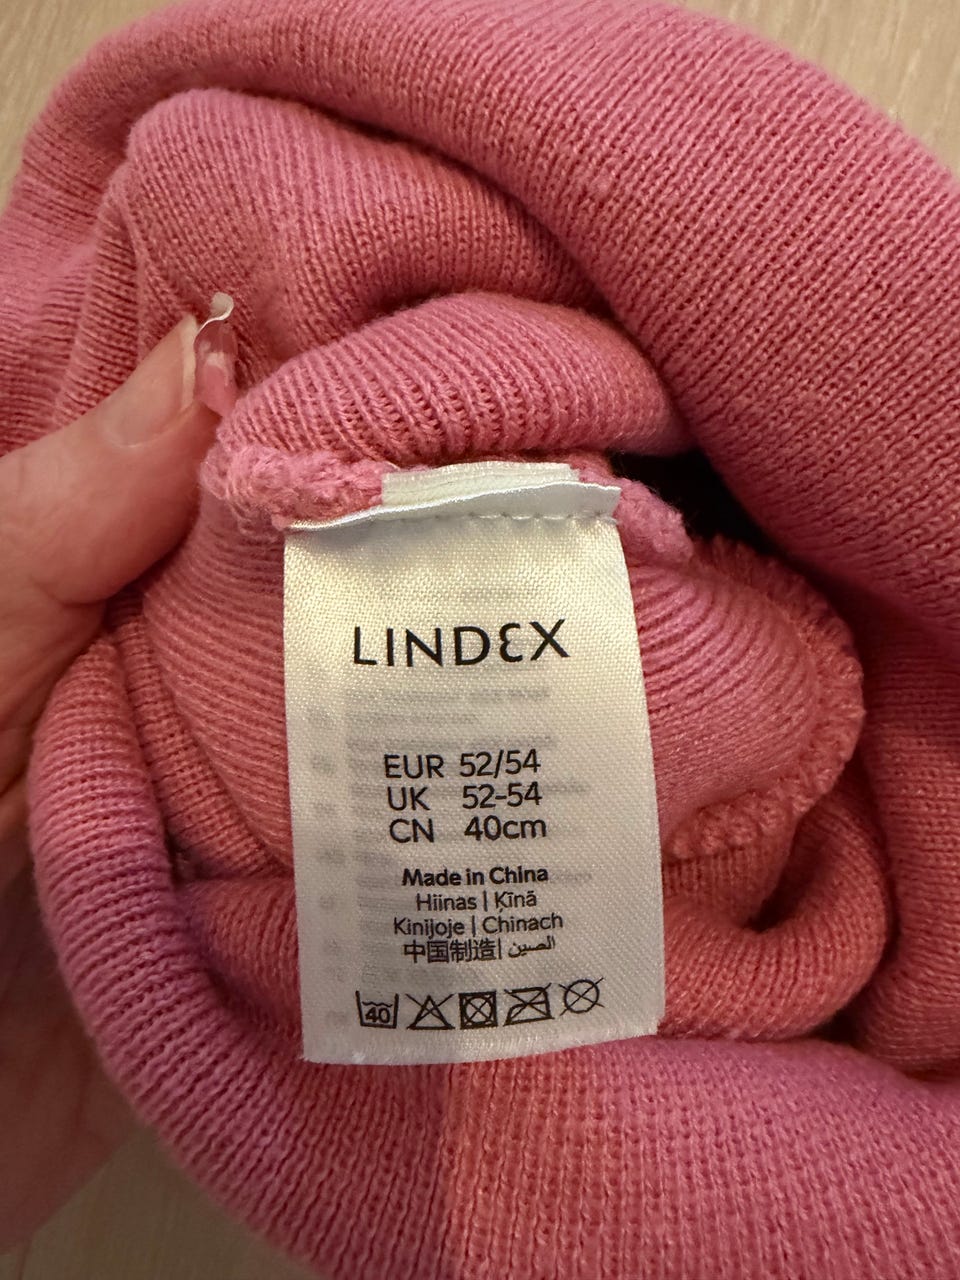 LINDEX
EUR 52/54
UK 52-54
CN 40cm
Made in China
Hiinas | Ķīnā
Kinijoje | Chinach
中国制造| الصين
40